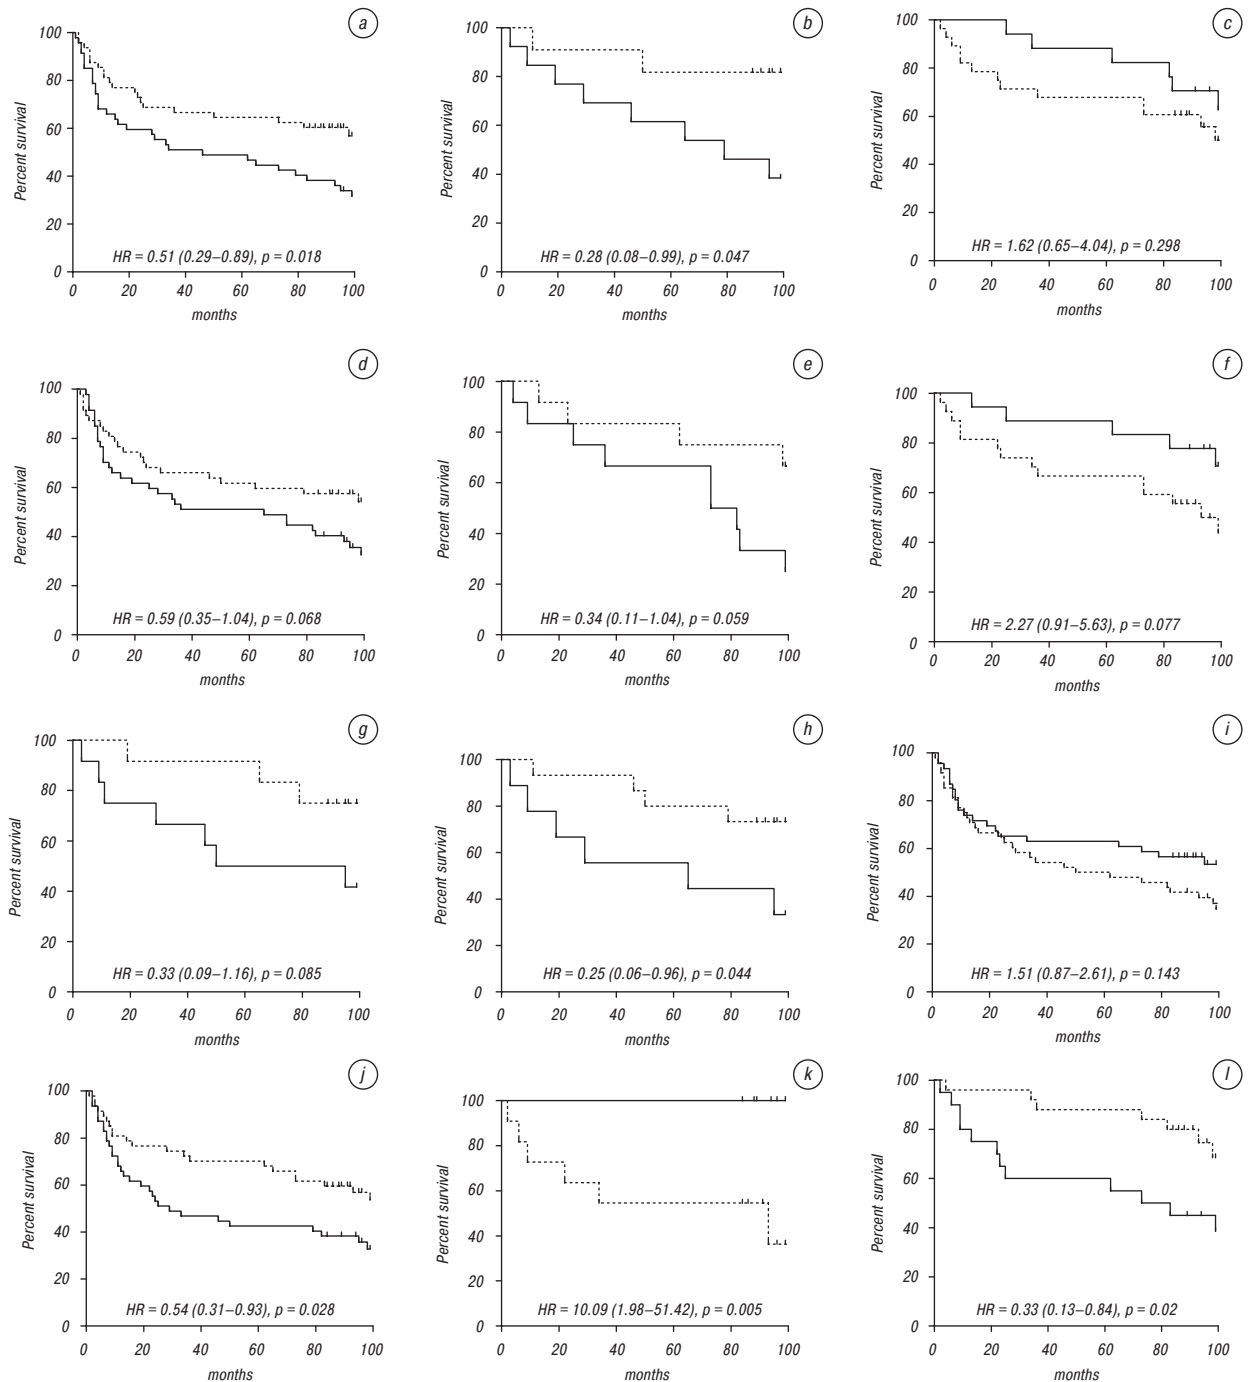 a
100
80
60
40
20
0
Percent survival
HR = 0.51 (0.29–0.89), p = 0.018
0 20 40 60 80 100
months
b
100
80
60
40
20
0
Percent survival
HR = 0.28 (0.08–0.99), p = 0.047
0 20 40 60 80 100
months
c
100
80
60
40
20
0
Percent survival
HR = 1.62 (0.65–4.04), p = 0.298
0 20 40 60 80 100
months
d
100
80
60
40
20
0
Percent survival
HR = 0.59 (0.35–1.04), p = 0.068
0 20 40 60 80 100
months
e
100
80
60
40
20
0
Percent survival
HR = 0.34 (0.11–1.04), p = 0.059
0 20 40 60 80 100
months
f
100
80
60
40
20
0
Percent survival
HR = 2.27 (0.91–5.63), p = 0.077
0 20 40 60 80 100
months
g
100
80
60
40
20
0
Percent survival
HR = 0.33 (0.09–1.16), p = 0.085
0 20 40 60 80 100
months
h
100
80
60
40
20
0
Percent survival
HR = 0.25 (0.06–0.96), p = 0.044
0 20 40 60 80 100
months
i
100
80
60
40
20
0
Percent survival
HR = 1.51 (0.87–2.61), p = 0.143
0 20 40 60 80 100
months
j
100
80
60
40
20
0
Percent survival
HR = 0.54 (0.31–0.93), p = 0.028
0 20 40 60 80 100
months
k
100
80
60
40
20
0
Percent survival
HR = 10.09 (1.98–51.42), p = 0.005
0 20 40 60 80 100
months
l
100
80
60
40
20
0
Percent survival
HR = 0.33 (0.13–0.84), p = 0.02
0 20 40 60 80 100
months